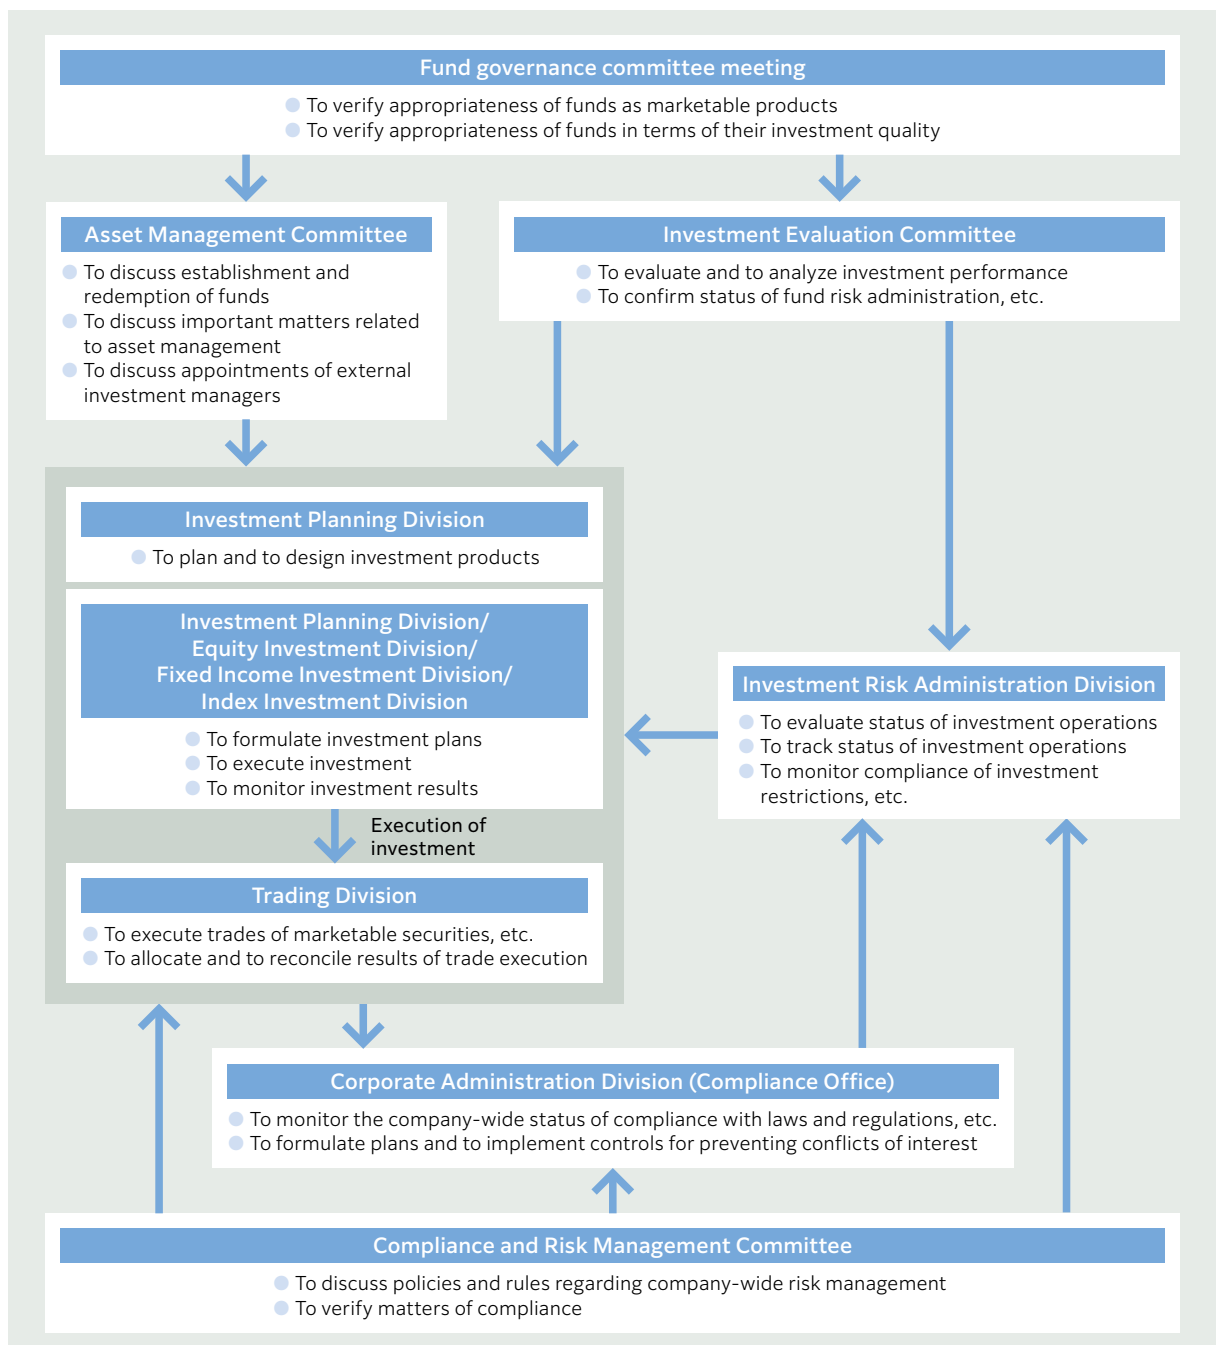 Fund governance committee meeting
To verify appropriateness of funds as marketable products
To verify appropriateness of funds in terms of their investment quality
Asset Management Committee
To discuss establishment and
redemption of funds
To discuss important matters related
to asset management
To discuss appointments of external
investment managers
Investment Evaluation Committee
To evaluate and to analyze investment performance
To confirm status of fund risk administration, etc.
Investment Planning Division
To plan and to design investment products
Investment Planning Division/
Equity Investment Division/
Fixed Income Investment Division/
Index Investment Division
To formulate investment plans
To execute investment
To monitor investment results
Investment Risk Administration Division
To evaluate status of investment operations
To track status of investment operations
To monitor compliance of investment
restrictions, etc.
Execution of
investment
Trading Division
To execute trades of marketable securities, etc.
To allocate and to reconcile results of trade execution
Corporate Administration Division (Compliance Office)
To monitor the company-wide status of compliance with laws and regulations, etc.
To formulate plans and to implement controls for preventing conflicts of interest
Compliance and Risk Management Committee
To discuss policies and rules regarding company-wide risk management
To verify matters of compliance